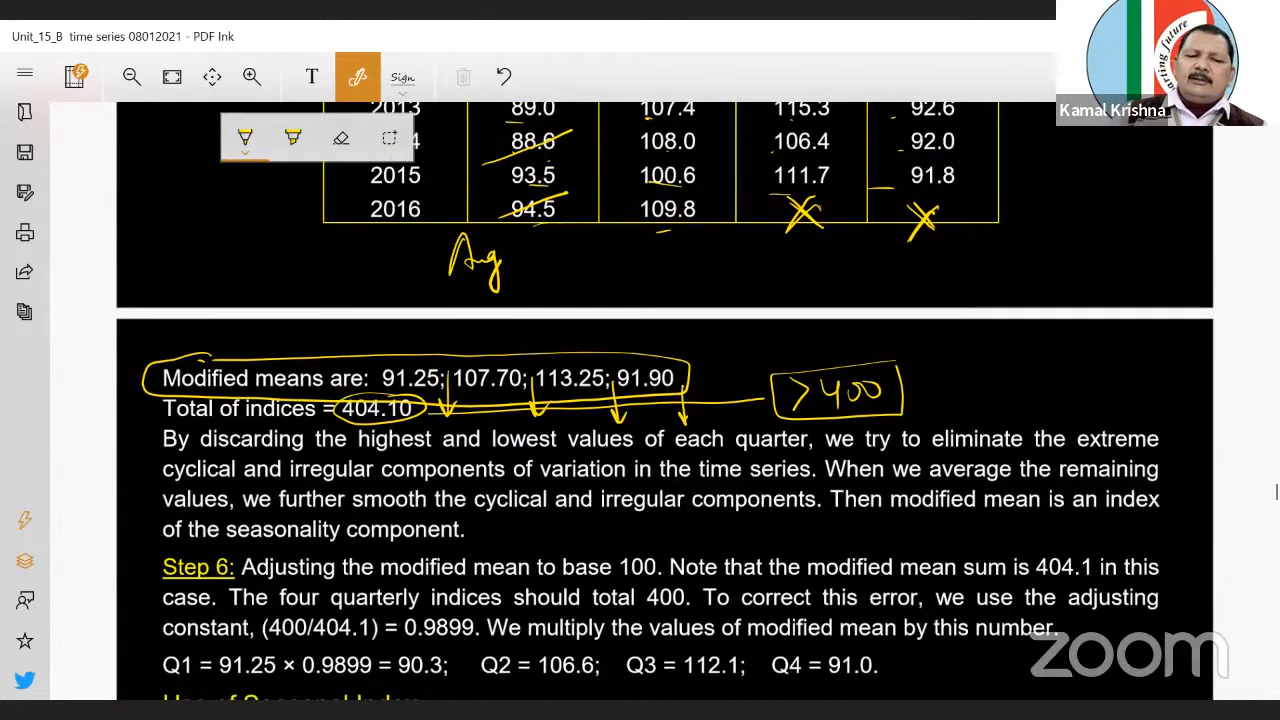 Unit_15_B time series 08012021 - PDF Ink
T Sign
Kamal Krishna
2013 89.0 107.4 115.3 92.6
4 88.6 108.0 106.4 92.0
2015 93.5 100.6 111.7 91.8
2016 94.5 109.8
Avg
Modified means are: 91.25; 107.70; 113.25; 91.90
Total of indices = 404.10
> 400
By discarding the highest and lowest values of each quarter, we try to eliminate the extreme
cyclical and irregular components of variation in the time series. When we average the remaining
values, we further smooth the cyclical and irregular components. Then modified mean is an index
of the seasonality component.
Step 6: Adjusting the modified mean to base 100. Note that the modified mean sum is 404.1 in this
case. The four quarterly indices should total 400. To correct this error, we use the adjusting
constant, (400/404.1) = 0.9899. We multiply the values of modified mean by this number.
zoom
Q1 = 91.25 × 0.9899 = 90.3; Q2 = 106.6; Q3 = 112.1; Q4 = 91.0.
Use of Seasonal Index